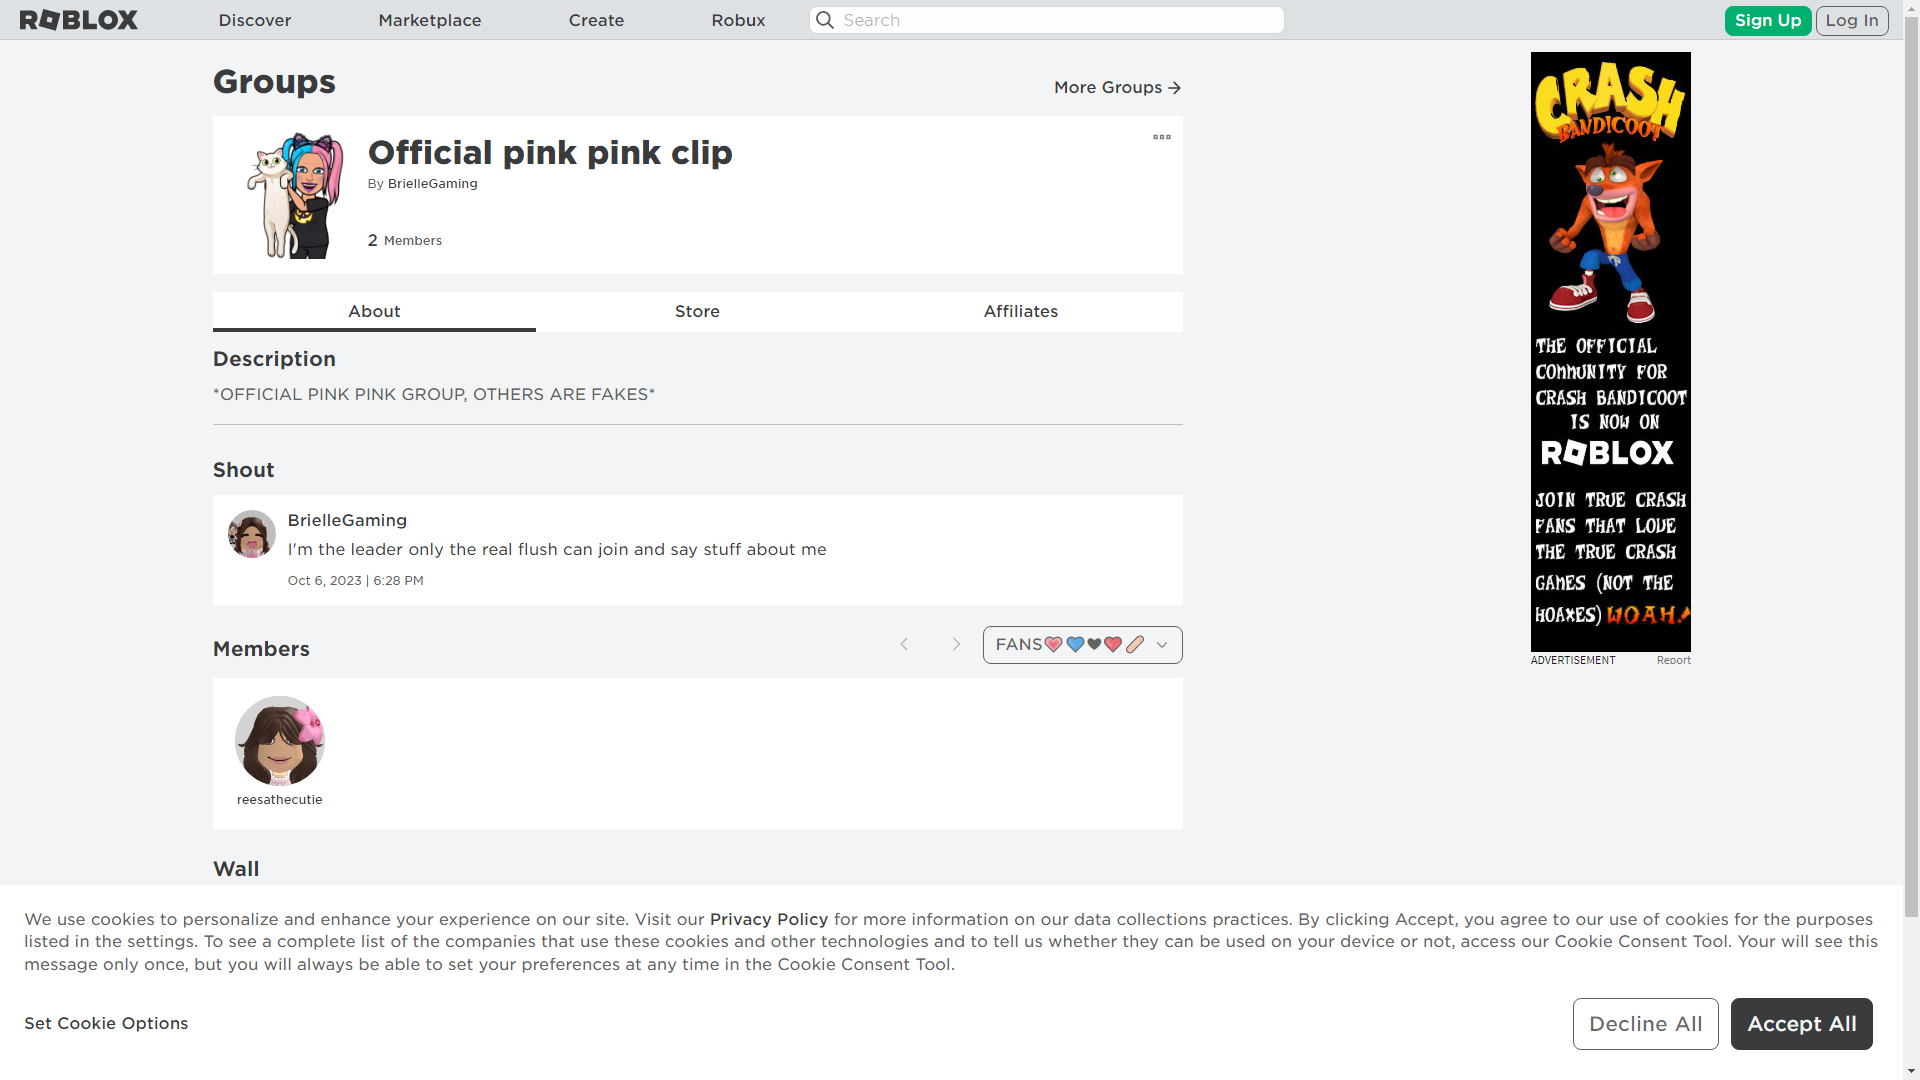 ROBLOX
Discover
Marketplace
Create
Robux
Search
Sign Up
Log In
Groups
More Groups
Official pink pink clip
By BrielleGaming
2 Members
About
Store
Affiliates
Description
*OFFICIAL PINK PINK GROUP, OTHERS ARE FAKES*
Shout
BrielleGaming
I'm the leader only the real flush can join and say stuff about me
Oct 6, 2023 | 6:28 PM
Members
FANS💗💙🖤❤️🩹
reesathecutie
Wall
CRASH
BANDICOOT
THE OFFICIAL
COMMUNITY FOR
CRASH BANDICOOT
IS NOW ON
ROBLOX
JOIN TRUE CRASH
FANS THAT LOVE
THE TRUE CRASH
GAMES (NOT THE
HOAXES) WOAH!
ADVERTISEMENT
Report
We use cookies to personalize and enhance your experience on our site. Visit our Privacy Policy for more information on our data collections practices. By clicking Accept, you agree to our use of cookies for the purposes
listed in the settings. To see a complete list of the companies that use these cookies and other technologies and to tell us whether they can be used on your device or not, access our Cookie Consent Tool. Your will see this
message only once, but you will always be able to set your preferences at any time in the Cookie Consent Tool.
Set Cookie Options
Decline All
Accept All